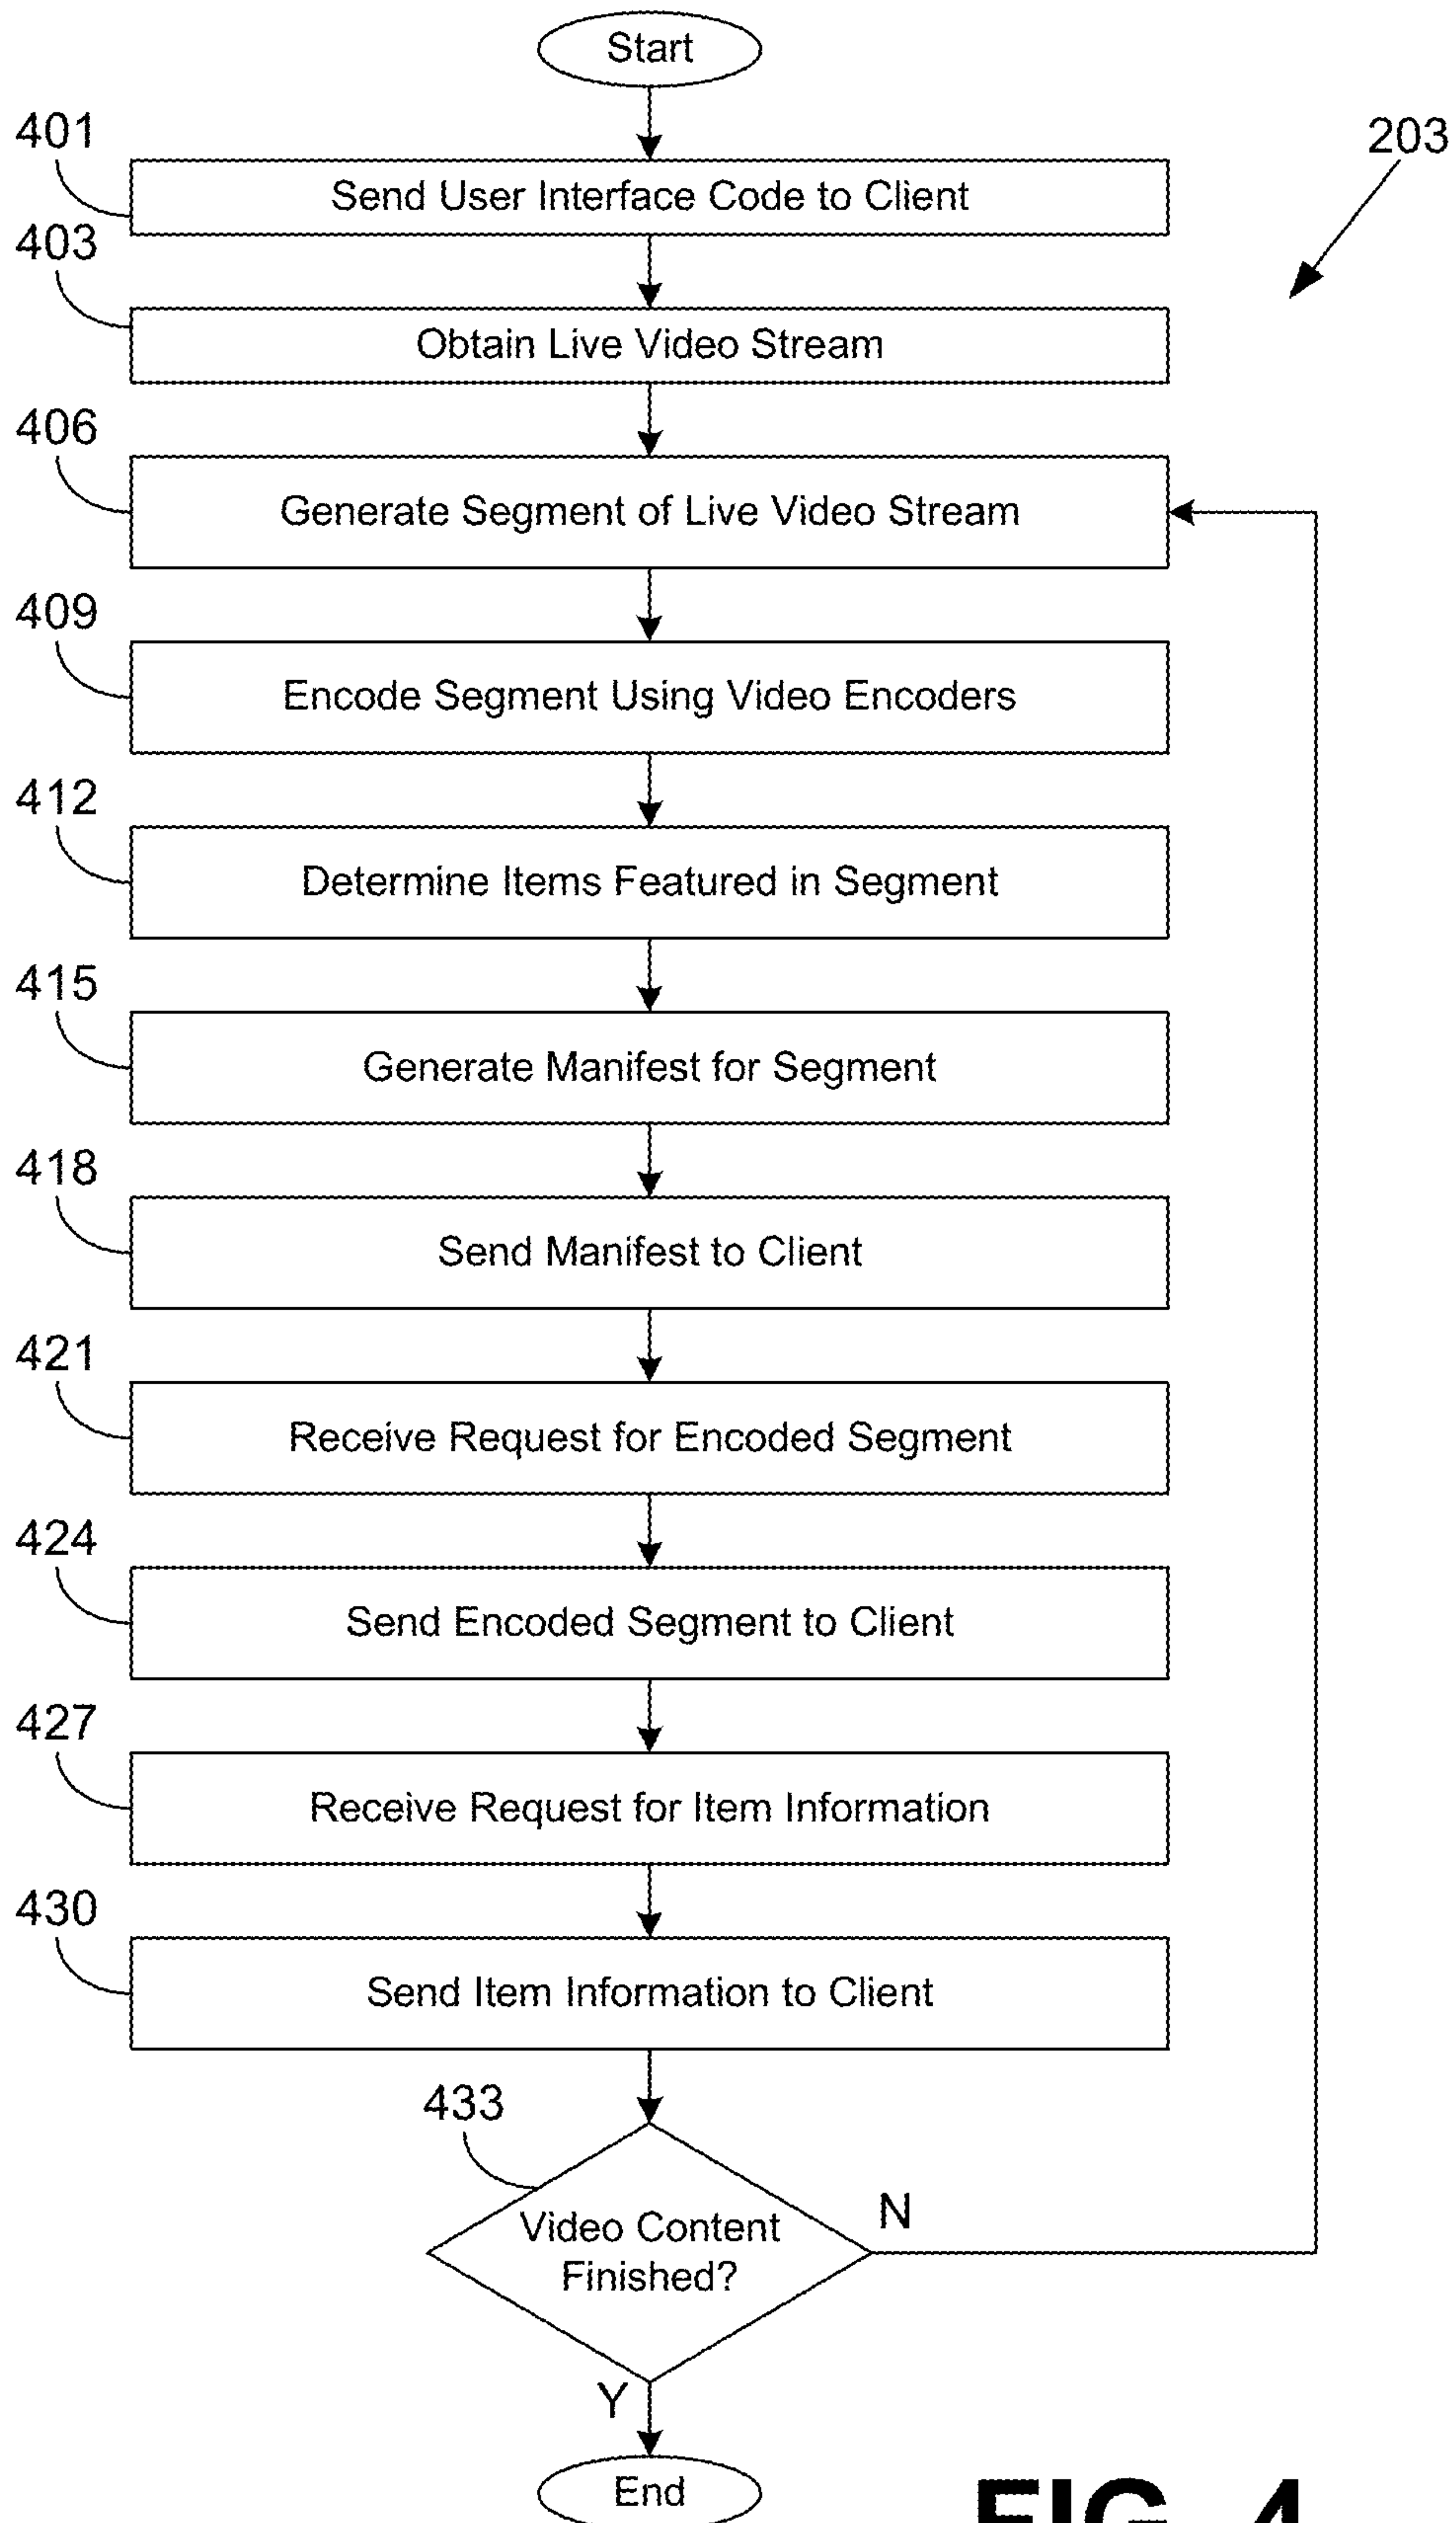 Start
401
203
Send User Interface Code to Client
403
Obtain Live Video Stream
406
Generate Segment of Live Video Stream
409
Encode Segment Using Video Encoders
412
Determine Items Featured in Segment
415
Generate Manifest for Segment
418
Send Manifest to Client
421
Receive Request for Encoded Segment
424
Send Encoded Segment to Client
427
Receive Request for Item Information
430
Send Item Information to Client
433
N
Video Content
Finished?
Y
End
FIG. 4